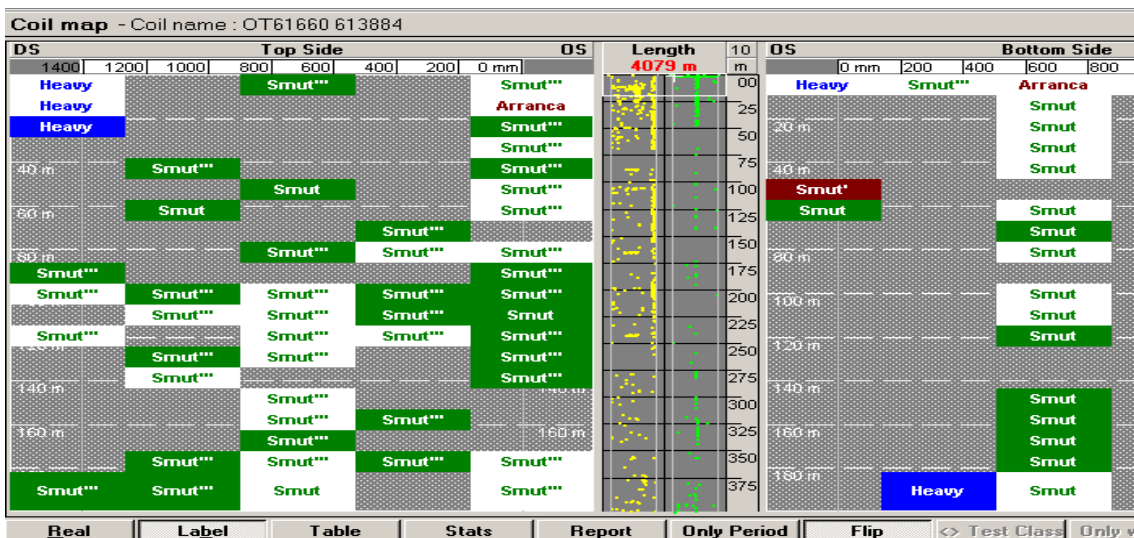 Coil map - Coil name : OT61660 613884
DS Top Side OS Length 10 OS Bottom Side
1400 1200 1000 800 600 400 200 0 mm 4079 m m 0 mm 200 400 600 800
Heavy Smut''' Smut''' 00 Heavy Smut''' Arranca
Heavy Arranca 25 Smut
Heavy Smut''' 20 m Smut
Smut''' 50 Smut
40 m Smut''' Smut''' 75 40 m Smut
Smut Smut''' 100 Smut'
60 m Smut Smut''' 125 Smut Smut
Smut''' Smut
80 m Smut''' Smut''' Smut''' 150 80 m Smut
Smut''' Smut''' 175
Smut''' Smut''' Smut''' Smut''' Smut''' 200 100 m Smut
Smut''' Smut''' Smut''' Smut 225 Smut
Smut''' Smut''' Smut''' Smut''' 120 m Smut
Smut''' Smut''' Smut''' 250
Smut''' Smut''' 275
140 m Smut''' 300 140 m Smut
Smut''' Smut''' Smut
160 m Smut''' 160 m 325 160 m Smut
Smut''' Smut''' Smut''' Smut''' 350 Smut
Smut''' Smut''' Smut Smut''' 375 180 m Heavy Smut
Real Label Table Stats Report Only Period Flip <> Test Class Only